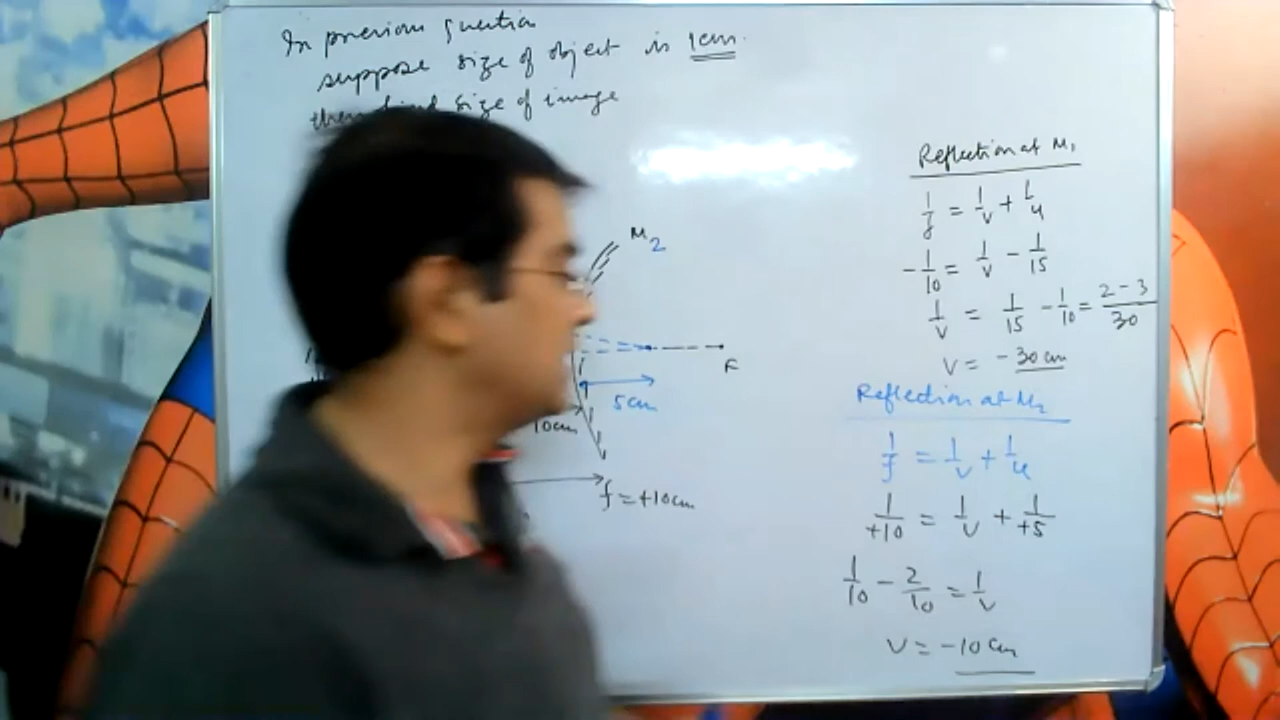 In previous question
suppose size of object is 1cm.
size of image
M₂
F
5cm
10cm
f = +10cm
Reflection at M₁
1/f = 1/v + 1/u
-1/10 = 1/v - 1/15
1/v = 1/15 - 1/10 = 2-3/30
v = -30 cm
Reflection at M₂
1/f = 1/v + 1/u
1/+10 = 1/v + 1/+5
1/10 - 2/10 = 1/v
v = -10 cm